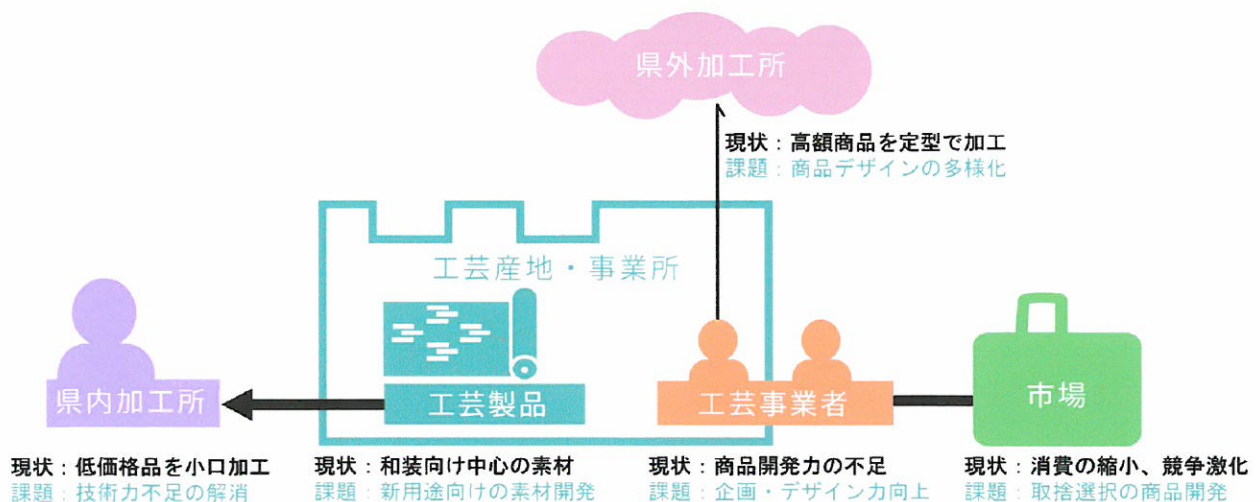 県外加工所
現状：高額商品を定型で加工
課題：商品デザインの多様化
工芸産地・事業所
県内加工所
工芸製品
工芸事業者
市場
現状：低価格品を小口加工
課題：技術力不足の解消
現状：和装向け中心の素材
課題：新用途向けの素材開発
現状：商品開発力の不足
課題：企画・デザイン力向上
現状：消費の縮小、競争激化
課題：取捨選択の商品開発